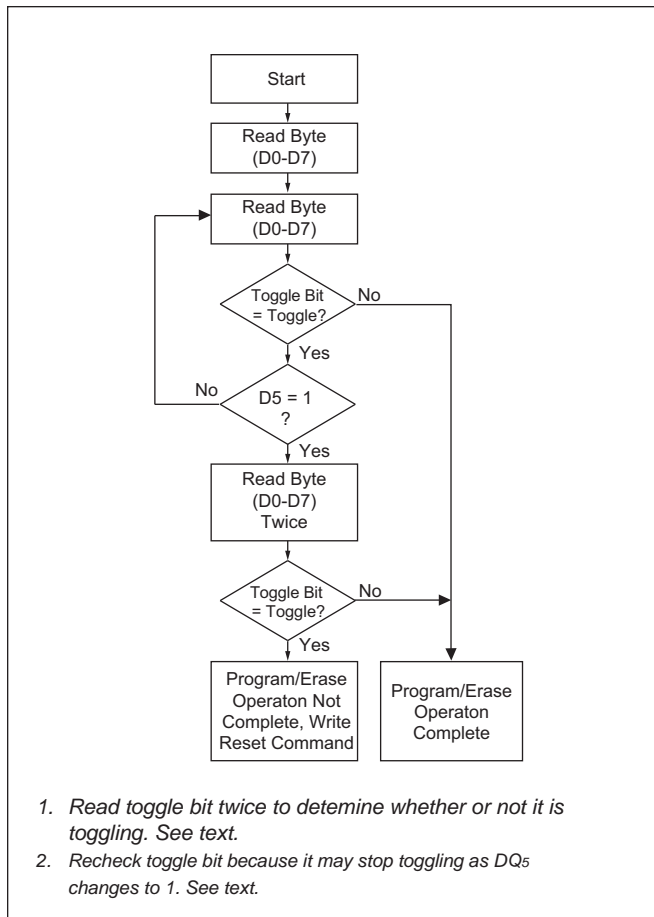 Start
Read Byte
(D0-D7)
Read Byte
(D0-D7)
Toggle Bit
= Toggle?
No
Yes
No
D5 = 1
?
Yes
Read Byte
(D0-D7)
Twice
Toggle Bit
= Toggle?
No
Yes
Program/Erase
Operaton Not
Complete, Write
Reset Command
Program/Erase
Operaton
Complete
1. Read toggle bit twice to detemine whether or not it is
toggling. See text.
2. Recheck toggle bit because it may stop toggling as DQ5
changes to 1. See text.